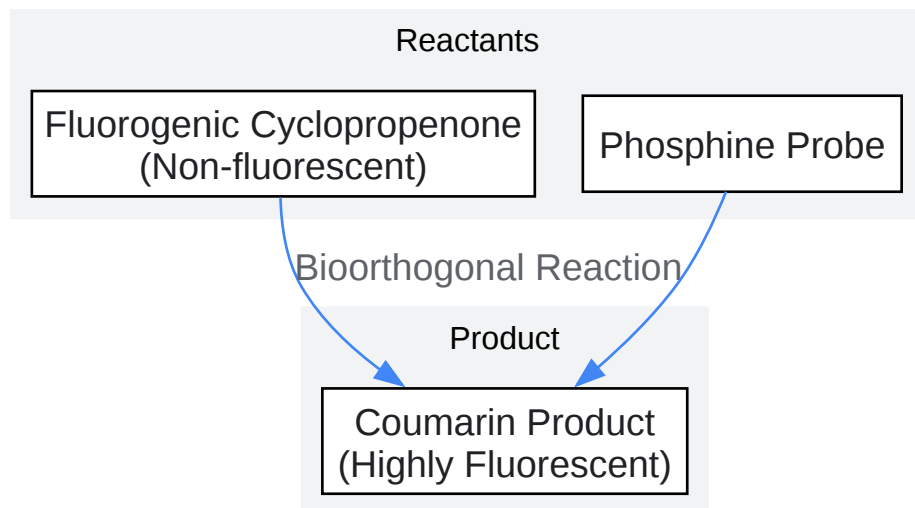 Reactants
Fluorogenic Cyclopropenone
(Non-fluorescent)
Phosphine Probe
Bioorthogonal Reaction
Product
Coumarin Product
(Highly Fluorescent)